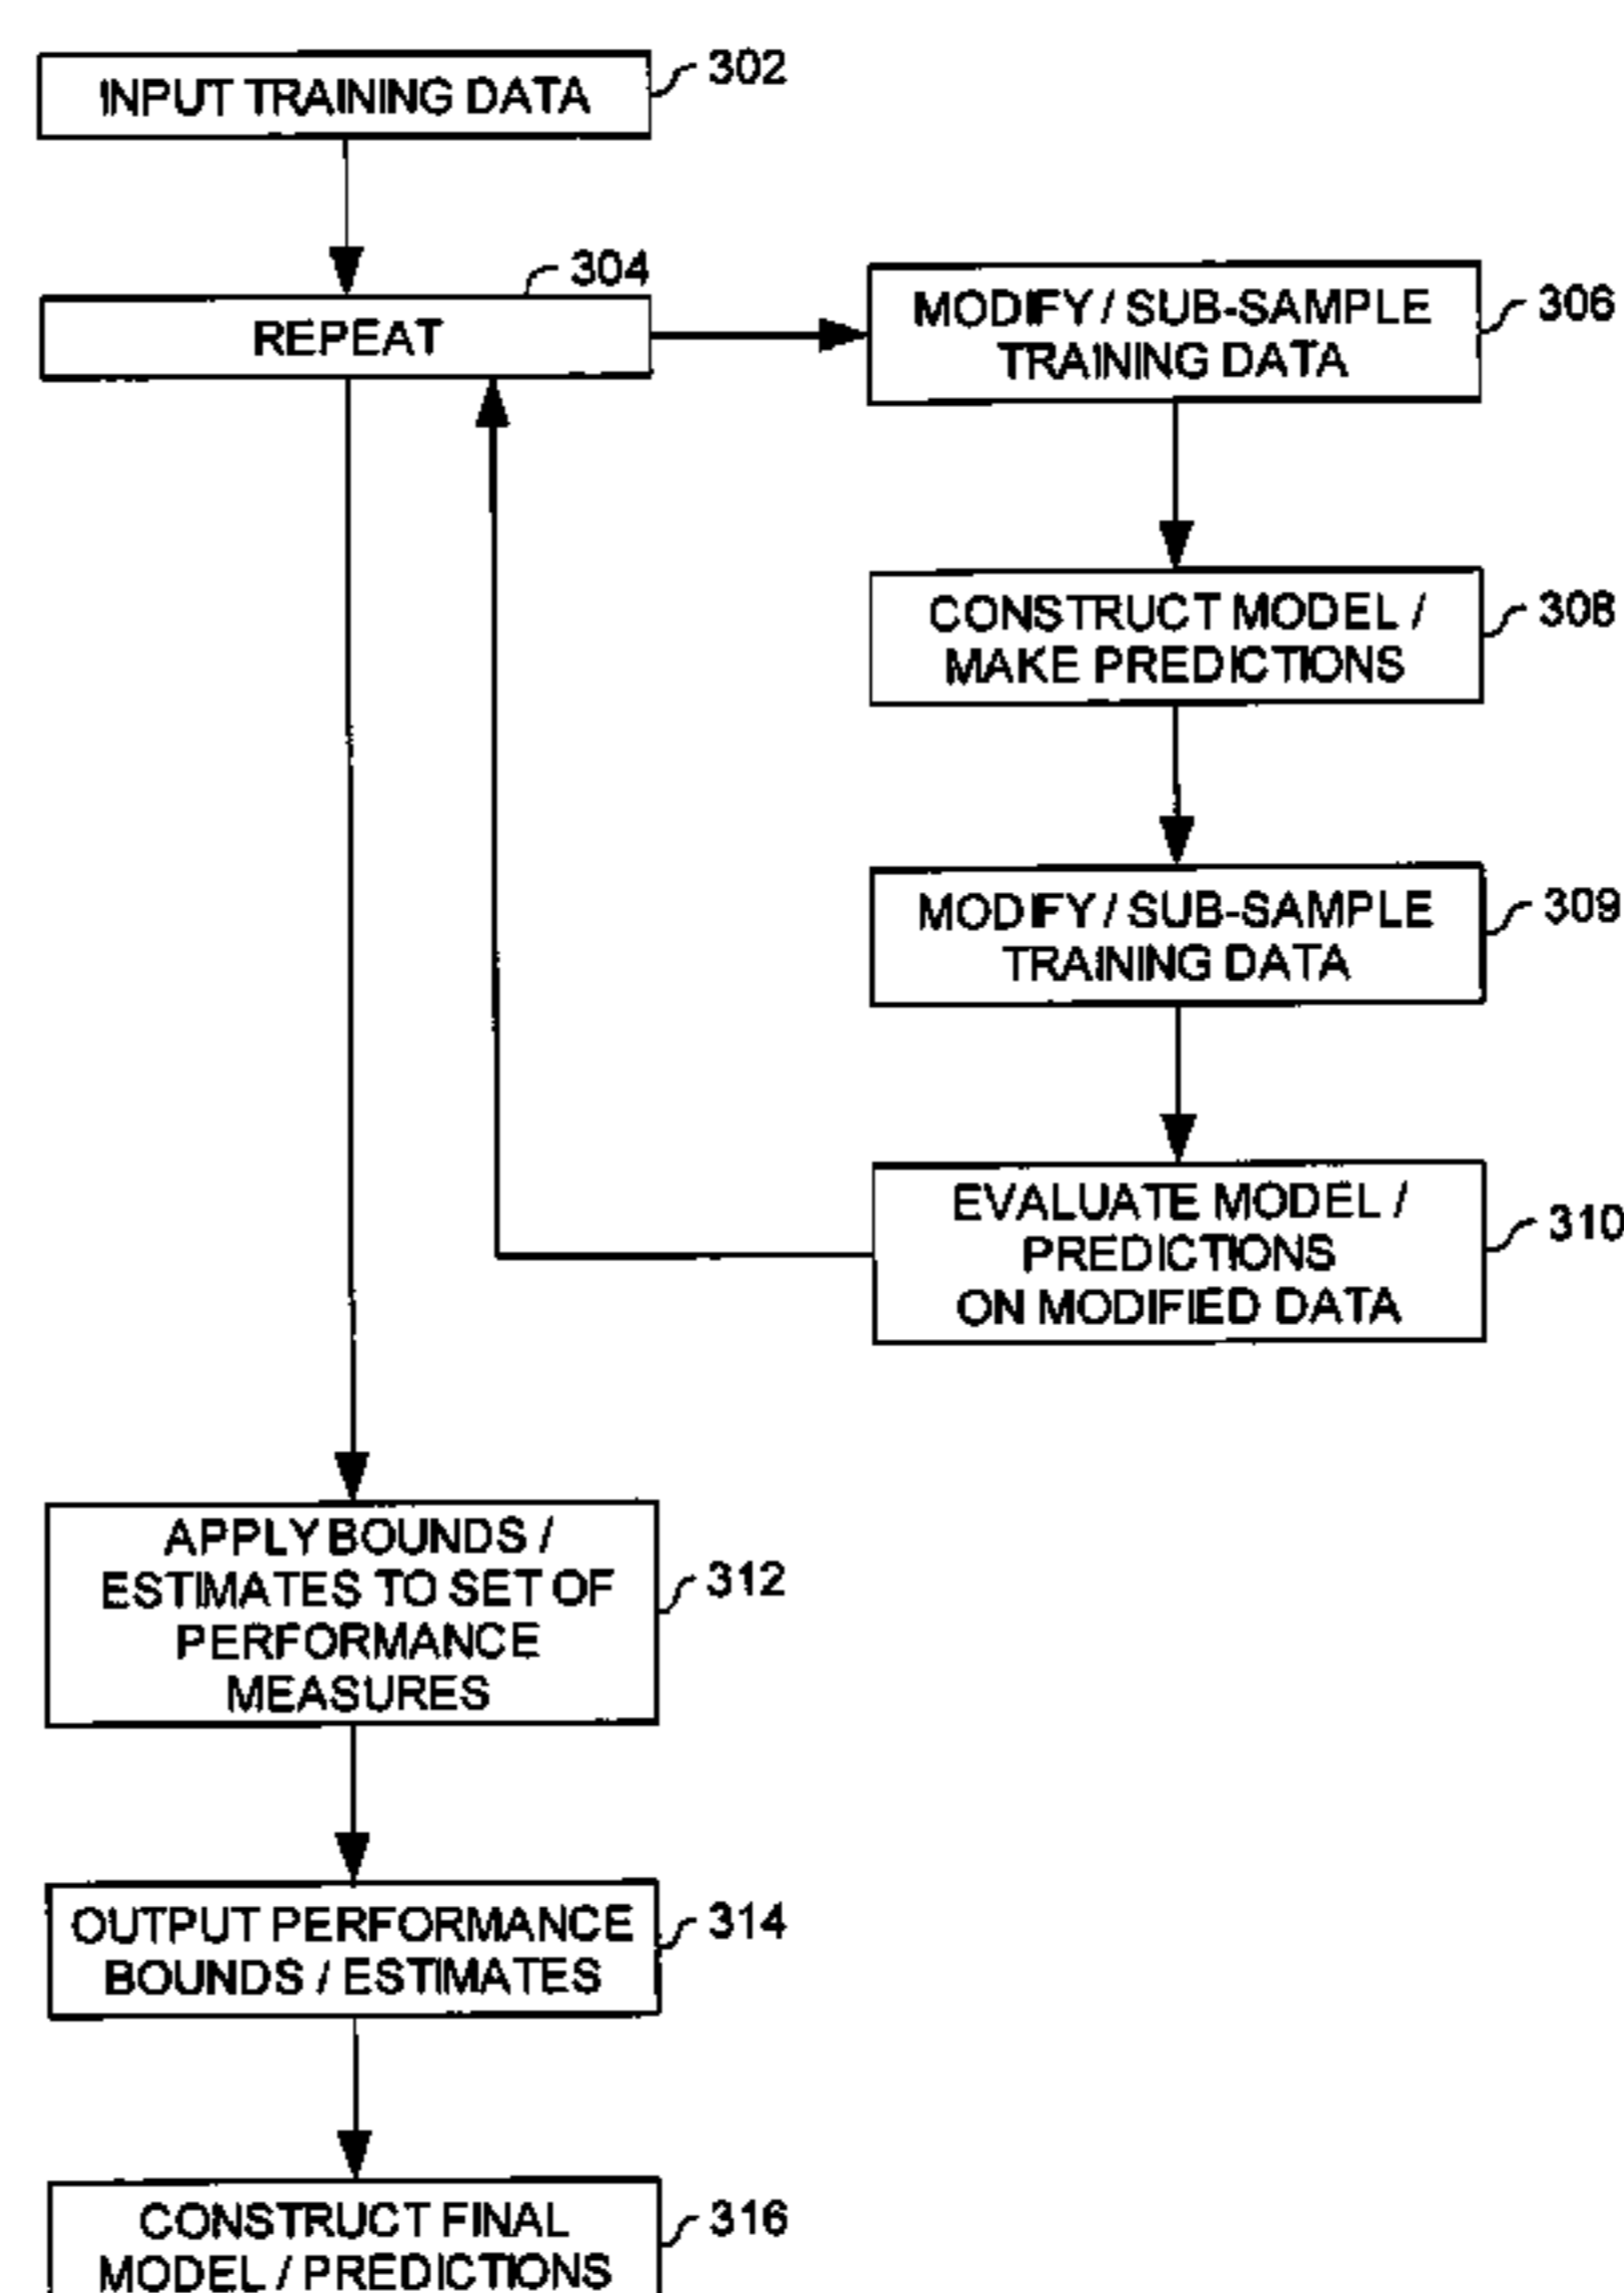 INPUT TRAINING DATA
302
REPEAT
304
MODIFY / SUB-SAMPLE
TRAINING DATA
306
CONSTRUCT MODEL /
MAKE PREDICTIONS
308
MODIFY / SUB-SAMPLE
TRAINING DATA
309
EVALUATE MODEL /
PREDICTIONS
ON MODIFIED DATA
310
APPLY BOUNDS /
ESTIMATES TO SET OF
PERFORMANCE
MEASURES
312
OUTPUT PERFORMANCE
BOUNDS / ESTIMATES
314
CONSTRUCT FINAL
MODEL / PREDICTIONS
316